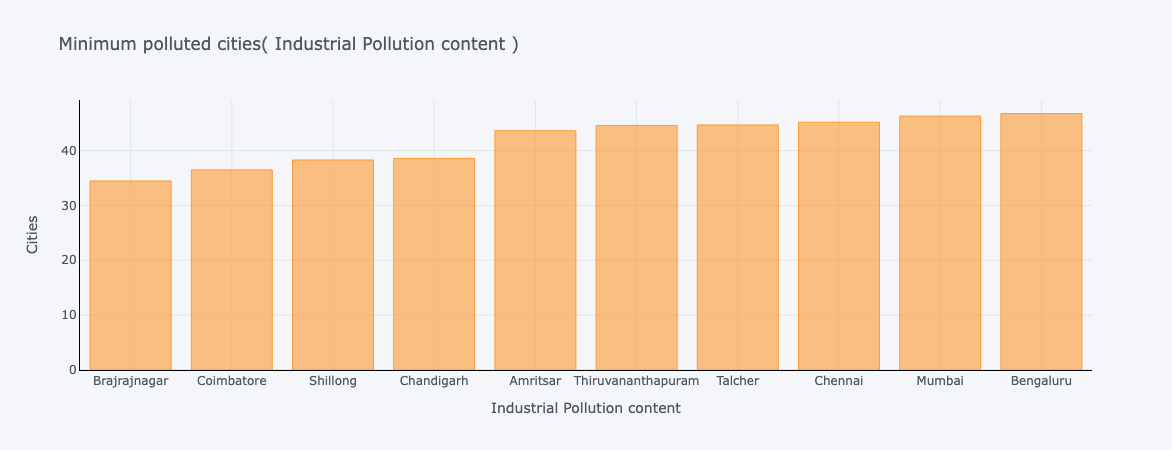 Minimum polluted cities( Industrial Pollution content )
Cities
40
30
20
10
0
Brajrajnagar Coimbatore Shillong Chandigarh Amritsar Thiruvananthapuram Talcher Chennai Mumbai Bengaluru
Industrial Pollution content